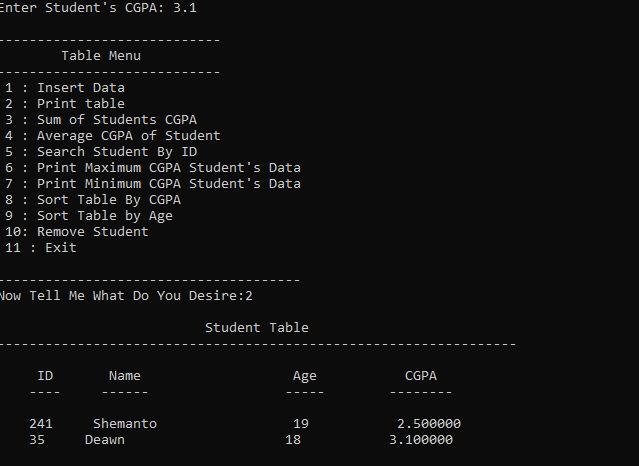 Enter Student's CGPA: 3.1
----------------------------
Table Menu
----------------------------
1 : Insert Data
2 : Print table
3 : Sum of Students CGPA
4 : Average CGPA of Student
5 : Search Student By ID
6 : Print Maximum CGPA Student's Data
7 : Print Minimum CGPA Student's Data
8 : Sort Table By CGPA
9 : Sort Table by Age
10: Remove Student
11 : Exit
--------------------------------------
Now Tell Me What Do You Desire:2
Student Table
-----------------------------------------------------------------
ID Name Age CGPA
---- ------ ----- --------
241 Shemanto 19 2.500000
35 Deawn 18 3.100000